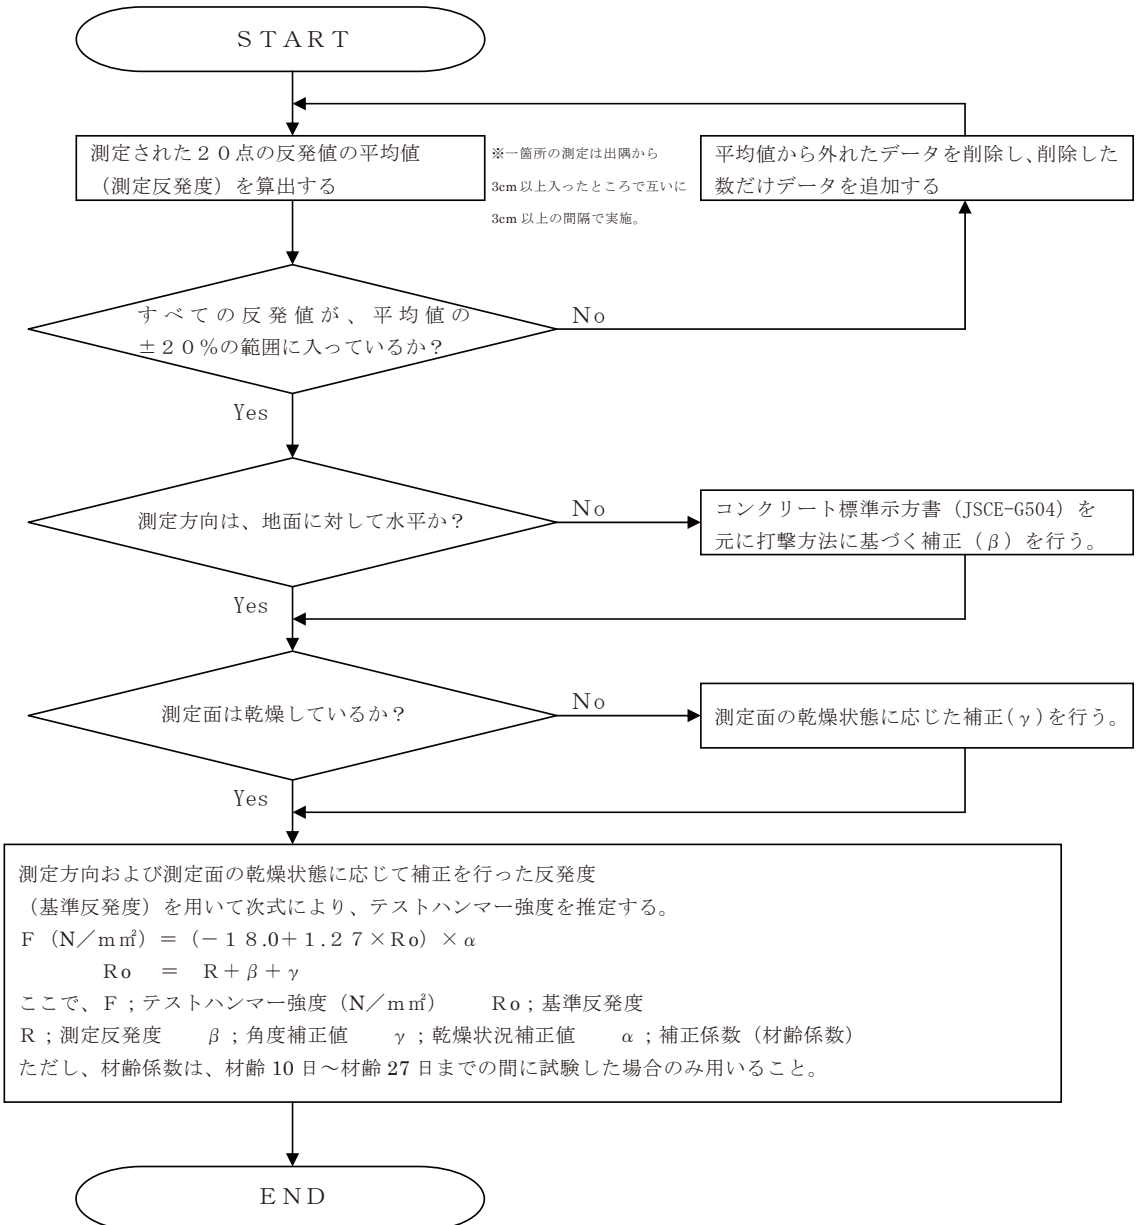 ＳＴＡＲＴ
測定された２０点の反発値の平均値
（測定反発度）を算出する
※一箇所の測定は出隅から
3cm 以上入ったところで互いに
3cm 以上の間隔で実施。
平均値から外れたデータを削除し、削除した
数だけデータを追加する
すべての反発値が、平均値の
±２０％の範囲に入っているか？
Ｎｏ
Yes
測定方向は、地面に対して水平か？
Ｎｏ
コンクリート標準示方書（JSCE-G504）を
元に打撃方法に基づく補正（β）を行う。
Yes
測定面は乾燥しているか？
Ｎｏ
測定面の乾燥状態に応じた補正(γ)を行う。
Yes
測定方向および測定面の乾燥状態に応じて補正を行った反発度
（基準反発度）を用いて次式により、テストハンマー強度を推定する。
Ｆ（N／ｍ㎡）＝（－１８.0+１.２７×Ｒo）×α
Ｒo ＝ Ｒ＋β＋γ
ここで、Ｆ；テストハンマー強度（N／ｍ㎡） Ｒo；基準反発度
Ｒ；測定反発度 β；角度補正値 γ；乾燥状況補正値 α；補正係数（材齢係数）
ただし、材齢係数は、材齢 10 日～材齢 27 日までの間に試験した場合のみ用いること。
ＥＮＤ